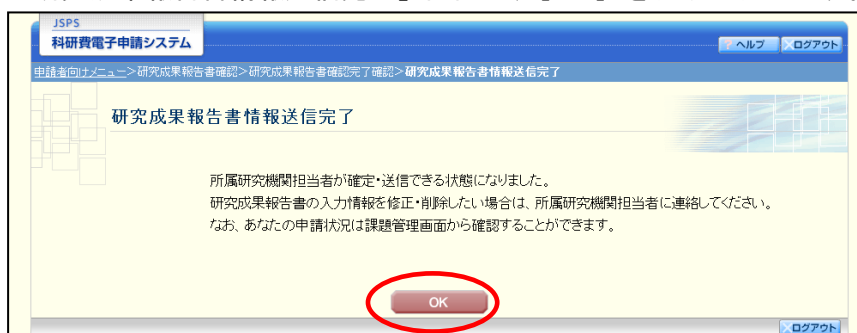 JSPS
科研費電子申請システム
ヘルプ ログアウト
申請者向けメニュー>研究成果報告書確認>研究成果報告書確認完了確認>研究成果報告書情報送信完了
研究成果報告書情報送信完了
所属研究機関担当者が確定・送信できる状態になりました。
研究成果報告書の入力情報を修正・削除したい場合は、所属研究機関担当者に連絡してください。
なお、あなたの申請状況は課題管理画面から確認することができます。
OK
ログアウト